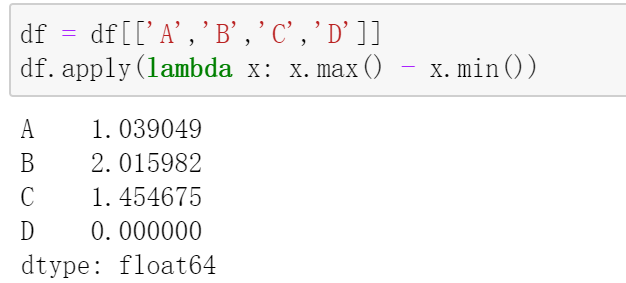 df = df[['A','B','C','D']]
df.apply(lambda x: x.max() - x.min())
A    1.039049
B    2.015982
C    1.454675
D    0.000000
dtype: float64